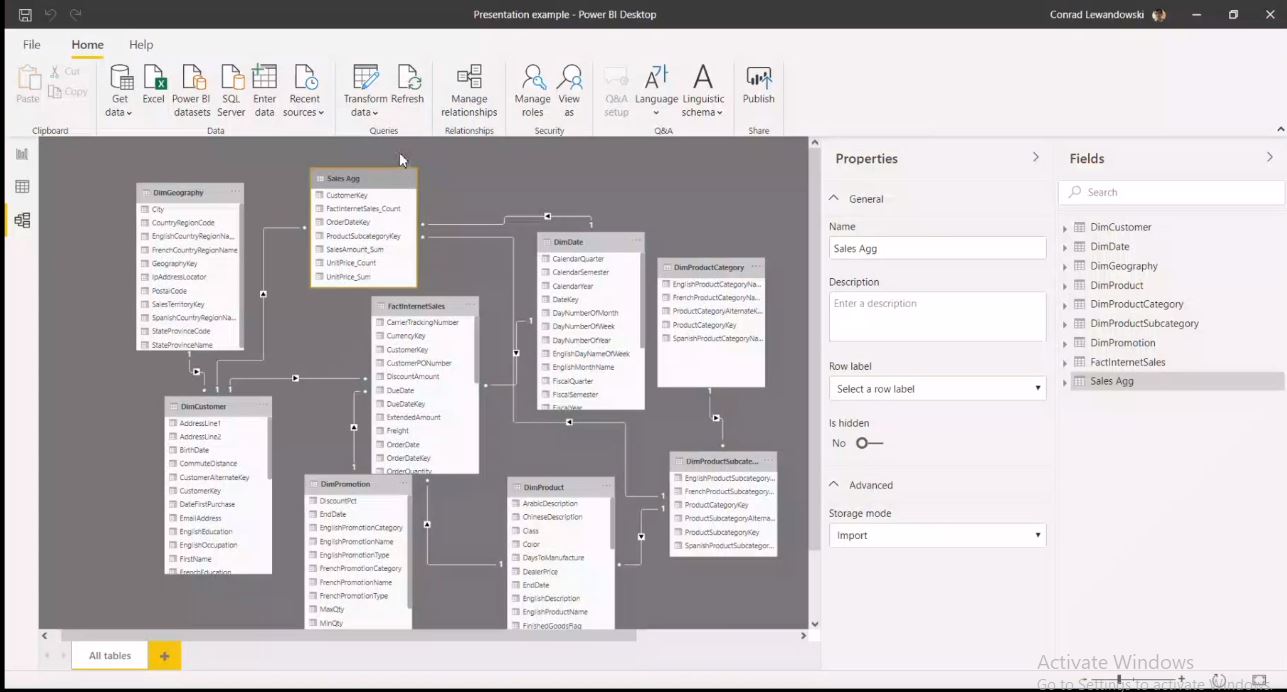 Presentation example - Power BI Desktop
Conrad Lewandowski
File Home Help
Paste
Cut
Copy
Clipboard
Get data
Excel
Power BI datasets
SQL Server
Enter data
Recent sources
Data
Transform data
Refresh
Queries
Manage relationships
Relationships
Manage roles
View as
Security
Q&A setup
Language
Linguistic schema
Q&A
Publish
Share
DimGeography
City
CountryRegionCode
EnglishCountryRegionNa...
FrenchCountryRegionName
GeographyKey
IpAddressLocator
PostalCode
SalesTerritoryKey
SpanishCountryRegionNa...
StateProvinceCode
StateProvinceName
1
1
1
Sales Agg
CustomerKey
FactInternetSales_Count
OrderDateKey
ProductSubcategoryKey
SalesAmount_Sum
UnitPrice_Count
UnitPrice_Sum
FactInternetSales
CarrierTrackingNumber
CurrencyKey
CustomerKey
CustomerPONumber
DiscountAmount
DueDate
DueDateKey
ExtendedAmount
Freight
OrderDate
OrderDateKey
OrderQuantity
1
1
DimDate
CalendarQuarter
CalendarSemester
CalendarYear
DateKey
DayNumberOfMonth
DayNumberOfWeek
DayNumberOfYear
EnglishDayNameOfWeek
EnglishMonthName
FiscalQuarter
FiscalSemester
FiscalYear
DimProductCategory
EnglishProductCategoryNa...
FrenchProductCategoryNa...
ProductCategoryAlternateK...
ProductCategoryKey
SpanishProductCategoryNa...
1
DimCustomer
AddressLine1
AddressLine2
BirthDate
CommuteDistance
CustomerAlternateKey
CustomerKey
DateFirstPurchase
EmailAddress
EnglishEducation
EnglishOccupation
FirstName
FrenchEducation
1
DimPromotion
DiscountPct
EndDate
EnglishPromotionCategory
EnglishPromotionName
EnglishPromotionType
FrenchPromotionCategory
FrenchPromotionName
FrenchPromotionType
MaxQty
MinQty
1
DimProduct
ArabicDescription
ChineseDescription
Class
Color
DaysToManufacture
DealerPrice
EndDate
EnglishDescription
EnglishProductName
FinishedGoodsFlag
1
1
DimProductSubcate...
EnglishProductSubcategory...
FrenchProductSubcategory...
ProductCategoryKey
ProductSubcategoryAlterna...
ProductSubcategoryKey
SpanishProductSubcategor...
All tables
Properties
General
Name
Sales Agg
Description
Enter a description
Row label
Select a row label
Is hidden
No
Advanced
Storage mode
Import
Fields
Search
DimCustomer
DimDate
DimGeography
DimProduct
DimProductCategory
DimProductSubcategory
DimPromotion
FactInternetSales
Sales Agg
Activate Windows
Go to Settings to activate Windows.